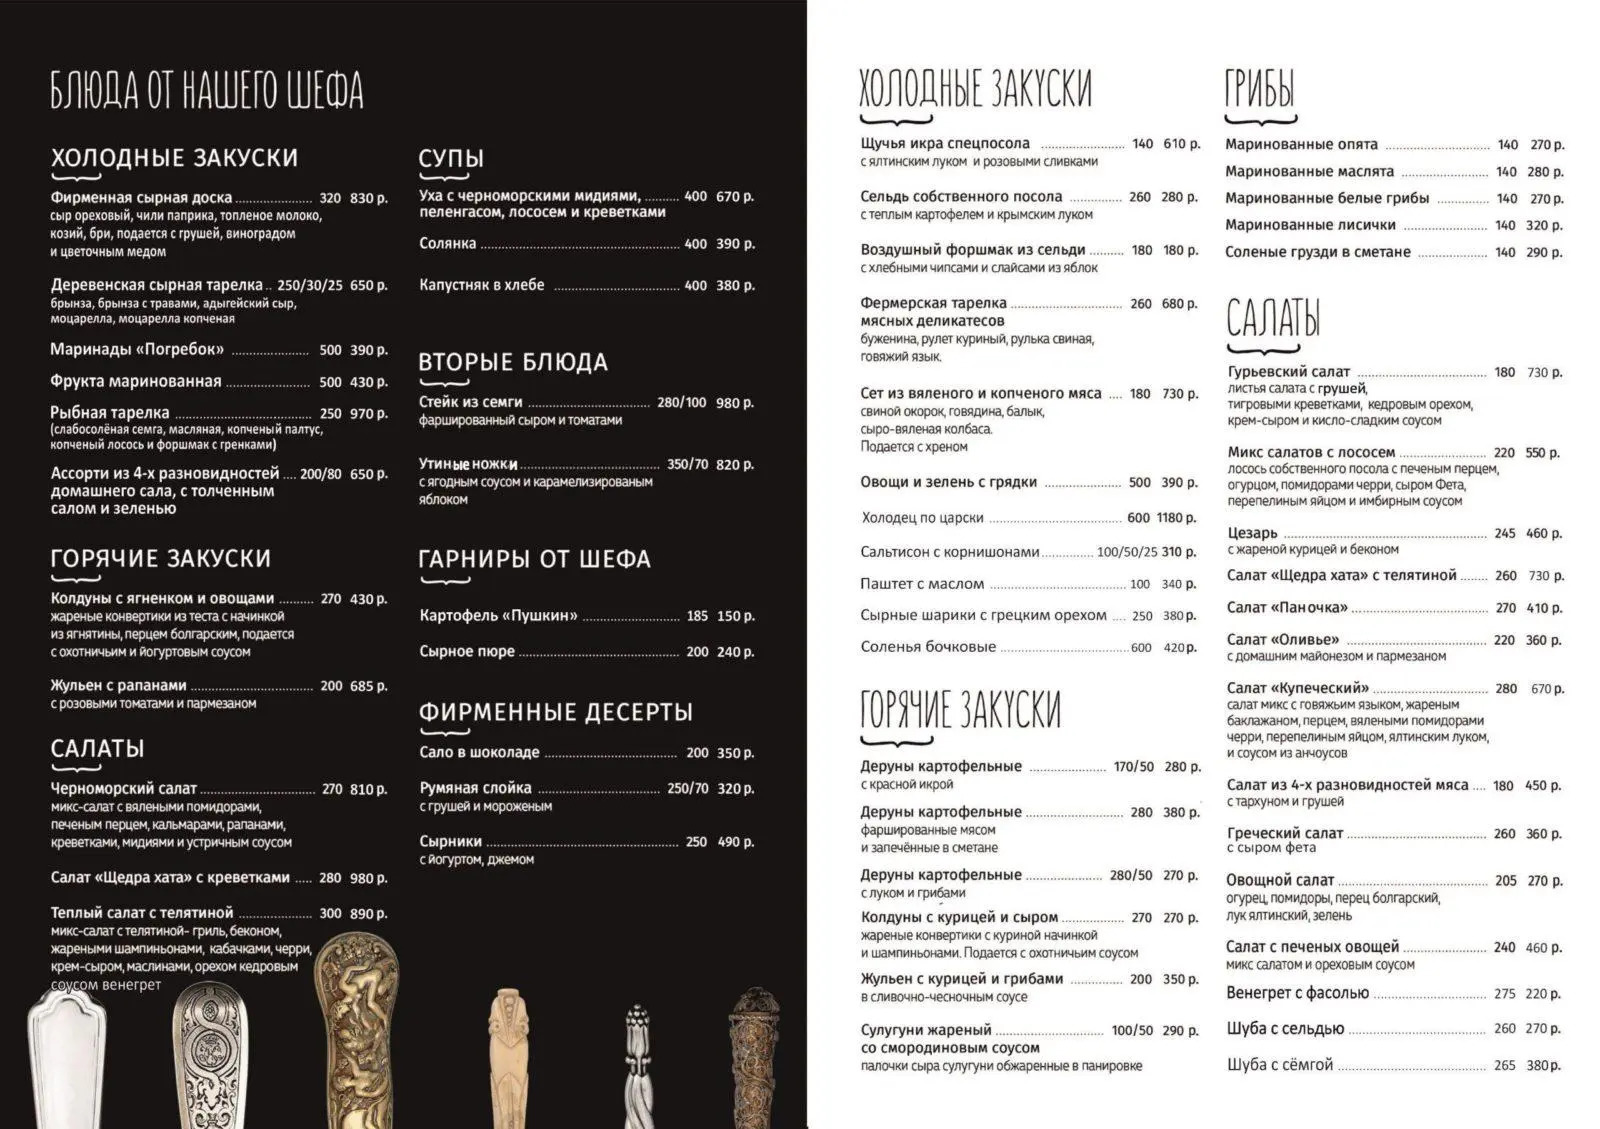 БЛЮДА ОТ НАШЕГО ШЕФА
ХОЛОДНЫЕ ЗАКУСКИ
Фирменная сырная доска ........ 320 830 р.
сыр ореховый, чили паприка, топленое молоко,
козий, бри, подается с грушей, виноградом
и цветочным медом
Деревенская сырная тарелка .. 250/30/25 650 р.
брынза, брынза с травами, адыгейский сыр,
моцарелла, моцарелла копченая
Маринады «Погребок» ........ 500 390 р.
Фрукта маринованная ........ 500 430 р.
Рыбная тарелка ........ 250 970 р.
(слабосолёная семга, масляная, копченый палтус,
копченый лосось и форшмак с гренками)
Ассорти из 4-х разновидностей .... 200/80 650 р.
домашнего сала, с толченным
салом и зеленью
ГОРЯЧИЕ ЗАКУСКИ
Колдуны с ягненком и овощами ........ 270 430 р.
жареные конвертики из теста с начинкой
из ягнятины, перцем болгарским, подается
с охотничьим и йогуртовым соусом
Жульен с рапанами ........ 200 685 р.
с розовыми томатами и пармезаном
САЛАТЫ
Черноморский салат ........ 270 810 р.
микс-салат с вялеными помидорами,
печеным перцем, кальмарами, рапанами,
креветками, мидиями и устричным соусом
Салат «Щедра хата» с креветками ..... 280 980 р.
Теплый салат с телятиной ........ 300 890 р.
микс-салат с телятиной- гриль, беконом,
жареными шампиньонами, кабачками, черри,
крем-сыром, маслинами, орехом кедровым
соусом венегрет
СУПЫ
Уха с черноморскими мидиями, ........ 400 670 р.
пеленгасом, лососем и креветками
Солянка ........ 400 390 р.
Капустняк в хлебе ........ 400 380 р.
ВТОРЫЕ БЛЮДА
Стейк из семги ........ 280/100 980 р.
фаршированный сыром и томатами
Утиные ножки ........ 350/70 820 р.
с ягодным соусом и карамелизированым
яблоком
ГАРНИРЫ ОТ ШЕФА
Картофель «Пушкин» ........ 185 150 р.
Сырное пюре ........ 200 240 р.
ФИРМЕННЫЕ ДЕСЕРТЫ
Сало в шоколаде ........ 200 350 р.
Румяная слойка ........ 250/70 320 р.
с грушей и мороженым
Сырники ........ 250 490 р.
с йогуртом, джемом
ХОЛОДНЫЕ ЗАКУСКИ
Щучья икра спецпосола ........ 140 610 р.
с ялтинским луком и розовыми сливками
Сельдь собственного посола ........ 260 280 р.
с теплым картофелем и крымским луком
Воздушный форшмак из сельди ........ 180 180 р.
с хлебными чипсами и слайсами из яблок
Фермерская тарелка ........ 260 680 р.
мясных деликатесов
буженина, рулет куриный, рулька свиная,
говяжий язык.
Сет из вяленого и копченого мяса .... 180 730 р.
свиной окорок, говядина, балык,
сыро-вяленая колбаса.
Подается с хреном
Овощи и зелень с грядки ........ 500 390 р.
Холодец по царски ........ 600 1180 р.
Сальтисон с корнишонами ........ 100/50/25 310 р.
Паштет с маслом ........ 100 340 р.
Сырные шарики с грецким орехом .... 250 380 р.
Соленья бочковые ........ 600 420 р.
ГОРЯЧИЕ ЗАКУСКИ
Деруны картофельные ........ 170/50 280 р.
с красной икрой
Деруны картофельные ........ 280 380 р.
фаршированные мясом
и запечённые в сметане
Деруны картофельные ........ 280/50 270 р.
с луком и грибами
Колдуны с курицей и сыром ........ 270 270 р.
жареные конвертики с куриной начинкой
и шампиньонами. Подается с охотничьим соусом
Жульен с курицей и грибами ........ 200 350 р.
в сливочно-чесночным соусе
Сулугуни жареный ........ 100/50 290 р.
со смородиновым соусом
палочки сыра сулугуни обжаренные в панировке
ГРИБЫ
Маринованные опята ........ 140 270 р.
Маринованные маслята ........ 140 280 р.
Маринованные белые грибы ........ 140 270 р.
Маринованные лисички ........ 140 320 р.
Соленые грузди в сметане ........ 140 290 р.
САЛАТЫ
Гурьевский салат ........ 180 730 р.
листья салата с грушей,
тигровыми креветками, кедровым орехом,
крем-сыром и кисло-сладким соусом
Микс салатов с лососем ........ 220 550 р.
лосось собственного посола с печеным перцем,
огурцом, помидорами черри, сыром Фета,
перепелиным яйцом и имбирным соусом
Цезарь ........ 245 460 р.
с жареной курицей и беконом
Салат «Щедра хата» с телятиной ....... 260 730 р.
Салат «Паночка» ........ 270 410 р.
Салат «Оливье» ........ 220 360 р.
с домашним майонезом и пармезаном
Салат «Купеческий» ........ 280 670 р.
салат микс с говяжьим языком, жареным
баклажаном, перцем, вялеными помидорами
черри, перепелиным яйцом, ялтинским луком,
и соусом из анчоусов
Салат из 4-х разновидностей мяса .... 180 450 р.
с тархуном и грушей
Греческий салат ........ 260 360 р.
с сыром фета
Овощной салат ........ 205 270 р.
огурец, помидоры, перец болгарский,
лук ялтинский, зелень
Салат с печеных овощей ........ 240 460 р.
микс салатом и ореховым соусом
Венегрет с фасолью ........ 275 220 р.
Шуба с сельдью ........ 260 270 р.
Шуба с сёмгой ........ 265 380 р.